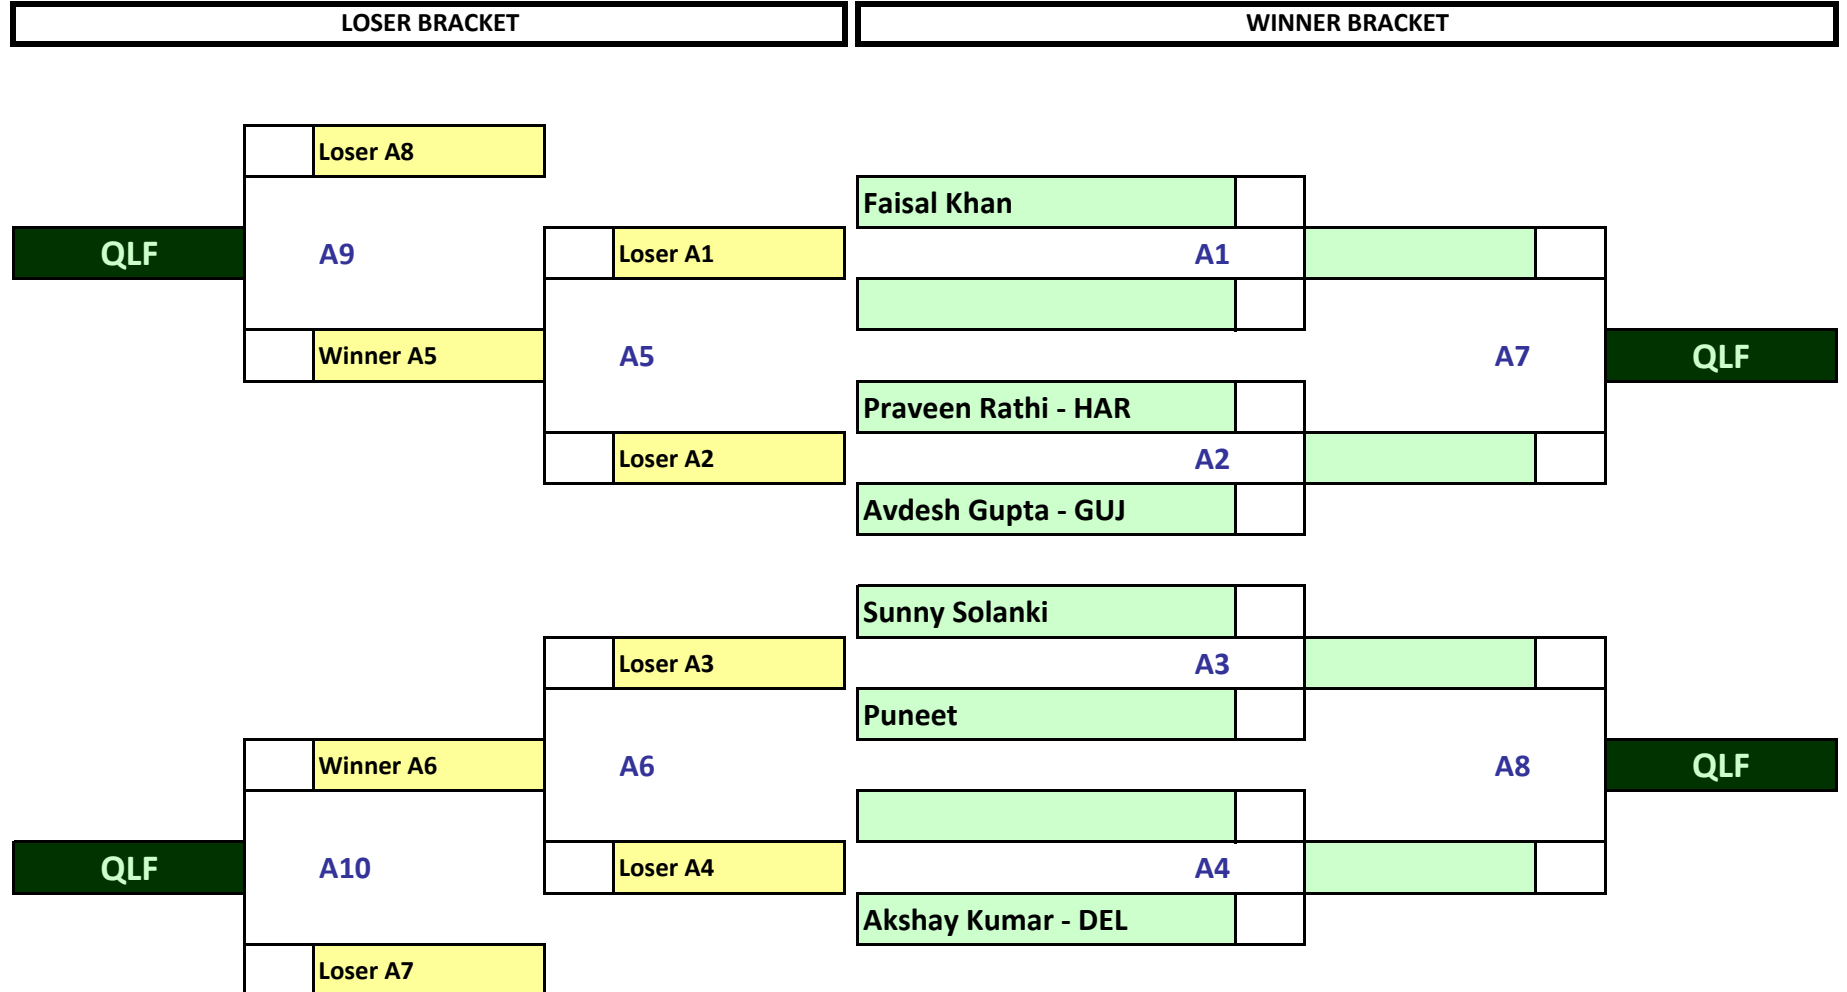 LOSER BRACKET
WINNER BRACKET
Loser A8
Faisal Khan
QLF
A9
Loser A1
A1
Winner A5
A5
A7
QLF
Praveen Rathi - HAR
Loser A2
A2
Avdesh Gupta - GUJ
Sunny Solanki
Loser A3
A3
Puneet
Winner A6
A6
A8
QLF
QLF
A10
Loser A4
A4
Akshay Kumar - DEL
Loser A7